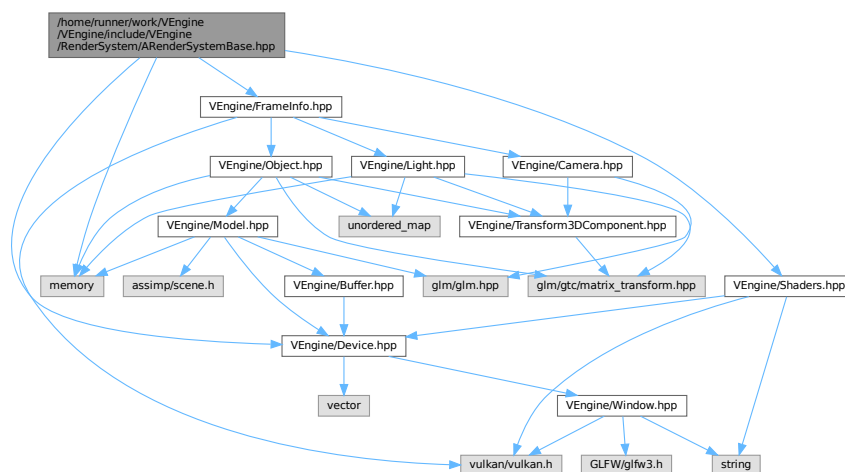 /home/runner/work/VEngine
/VEngine/include/VEngine
/RenderSystem/ARenderSystemBase.hpp
VEngine/FrameInfo.hpp
VEngine/Object.hpp
VEngine/Light.hpp
VEngine/Camera.hpp
VEngine/Model.hpp
unordered_map
VEngine/Transform3DComponent.hpp
memory
assimp/scene.h
VEngine/Buffer.hpp
glm/glm.hpp
glm/gtc/matrix_transform.hpp
VEngine/Shaders.hpp
VEngine/Device.hpp
vector
VEngine/Window.hpp
vulkan/vulkan.h
GLFW/glfw3.h
string